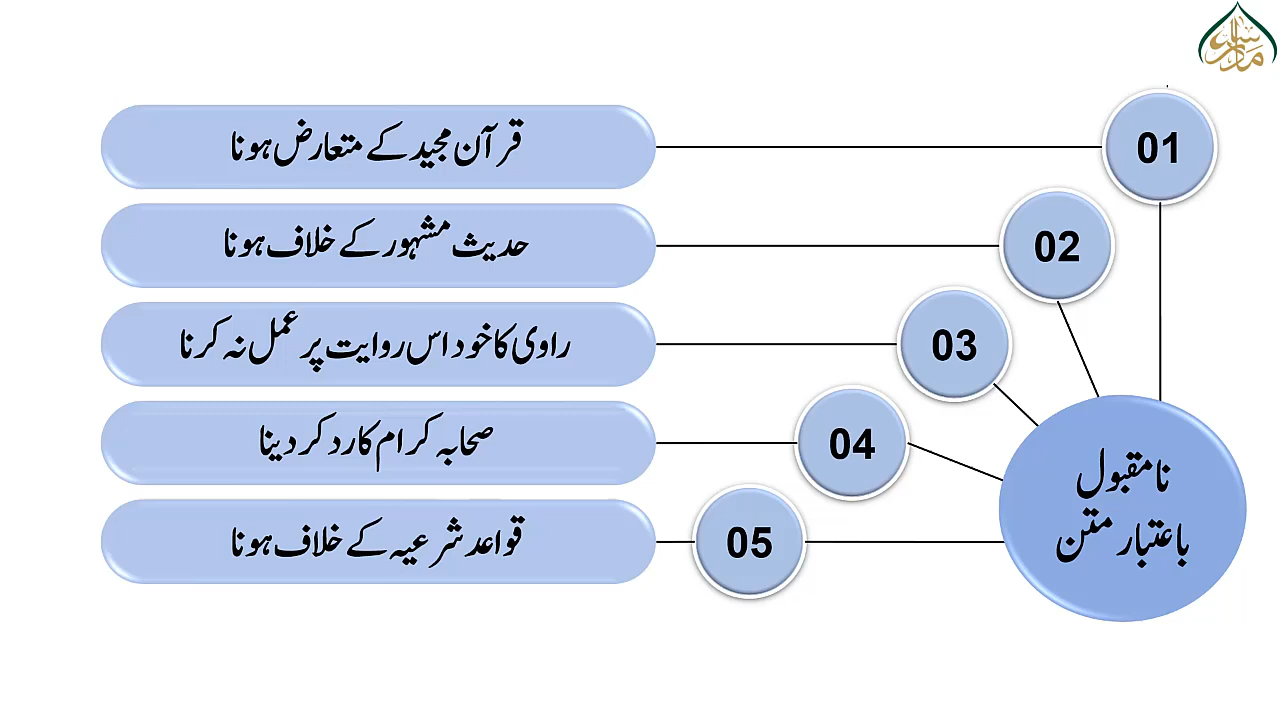 01
قرآن مجید کے متعارض ہونا
02
حدیث مشہور کے خلاف ہونا
03
راوی کا خود اس روایت پر عمل نہ کرنا
04
صحابہ کرام کا رد کر دینا
05
قواعد شرعیہ کے خلاف ہونا
نامقبول
باعتبار متن